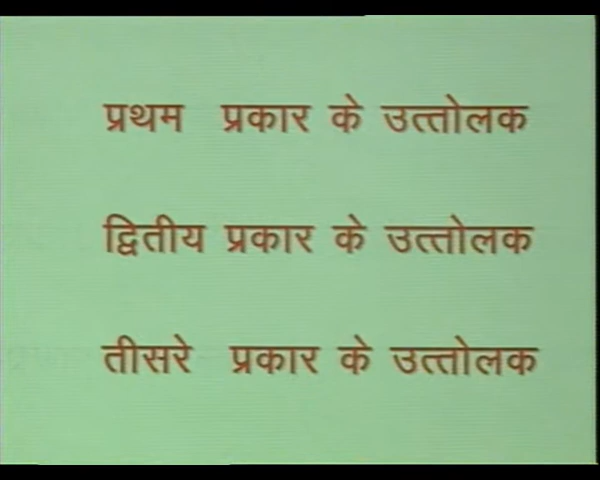 प्रथम प्रकार के उत्तोलक
द्वितीय प्रकार के उत्तोलक
तीसरे प्रकार के उत्तोलक